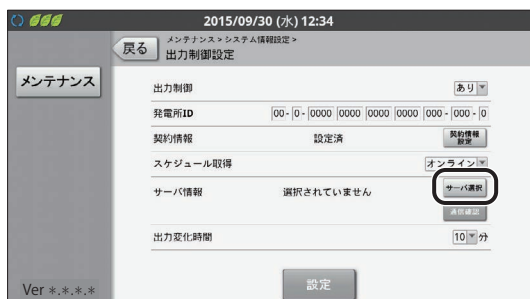 2015/09/30 (水) 12:34
戻る
メンテナンス > システム情報設定 >
出力制御設定
メンテナンス
出力制御 あり
発電所ID 00 - 0 - 0000 0000 0000 0000 000 - 000 - 0
契約情報 設定済 契約情報
設定
スケジュール取得 オンライン
サーバ情報 選択されていません サーバ選択
通信確認
出力変化時間 10 分
設定
Ver *.*.*.*